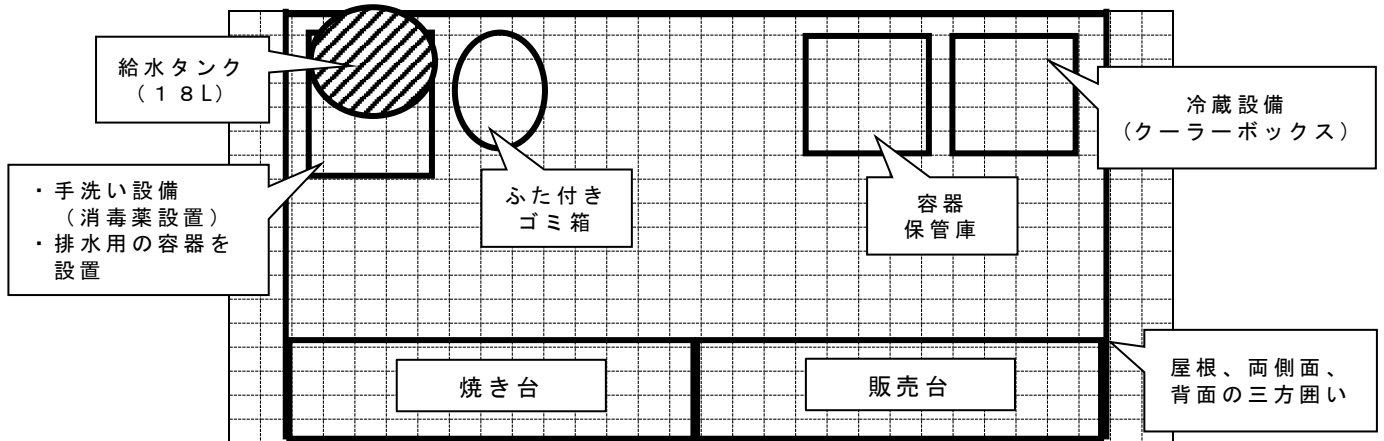 給水タンク
（１８L）
・手洗い設備
（消毒薬設置）
・排水用の容器を
設置
ふた付き
ゴミ箱
容器
保管庫
冷蔵設備
（クーラーボックス）
焼き台
販売台
屋根、両側面、
背面の三方囲い